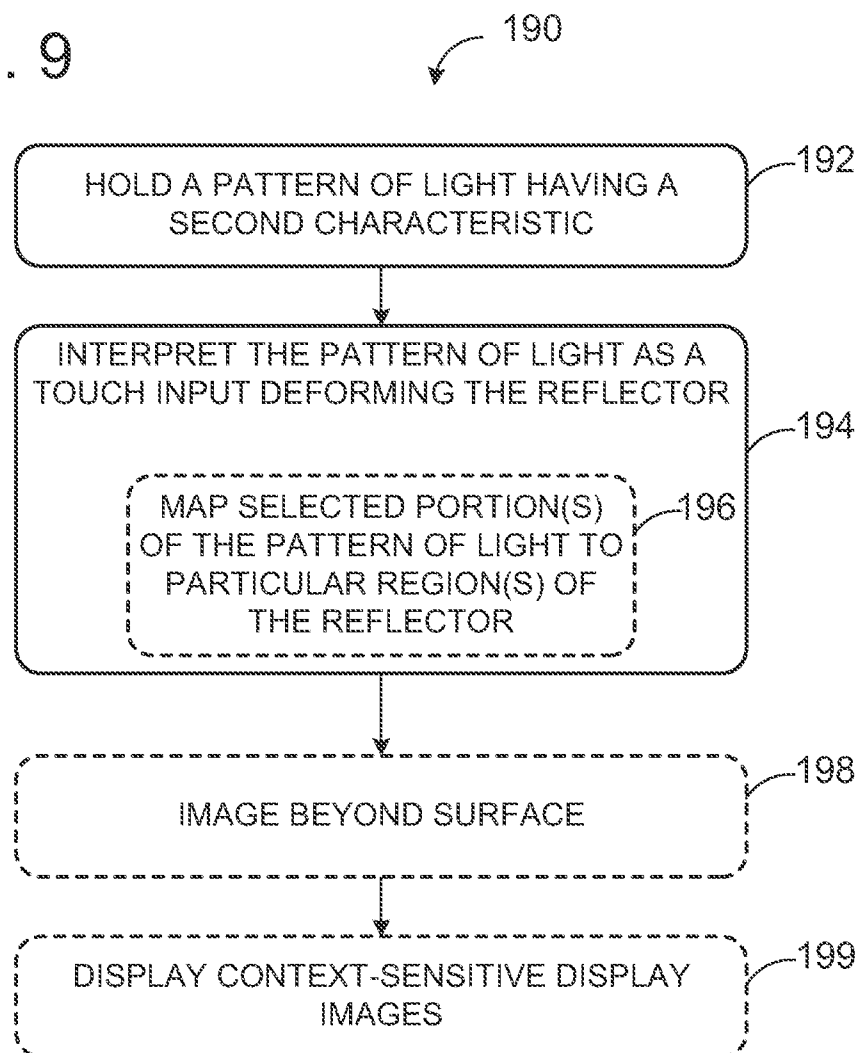 . 9
190
HOLD A PATTERN OF LIGHT HAVING A
SECOND CHARACTERISTIC
192
INTERPRET THE PATTERN OF LIGHT AS A
TOUCH INPUT DEFORMING THE REFLECTOR
194
MAP SELECTED PORTION(S)
OF THE PATTERN OF LIGHT TO
PARTICULAR REGION(S) OF
THE REFLECTOR
196
IMAGE BEYOND SURFACE
198
DISPLAY CONTEXT-SENSITIVE DISPLAY
IMAGES
199